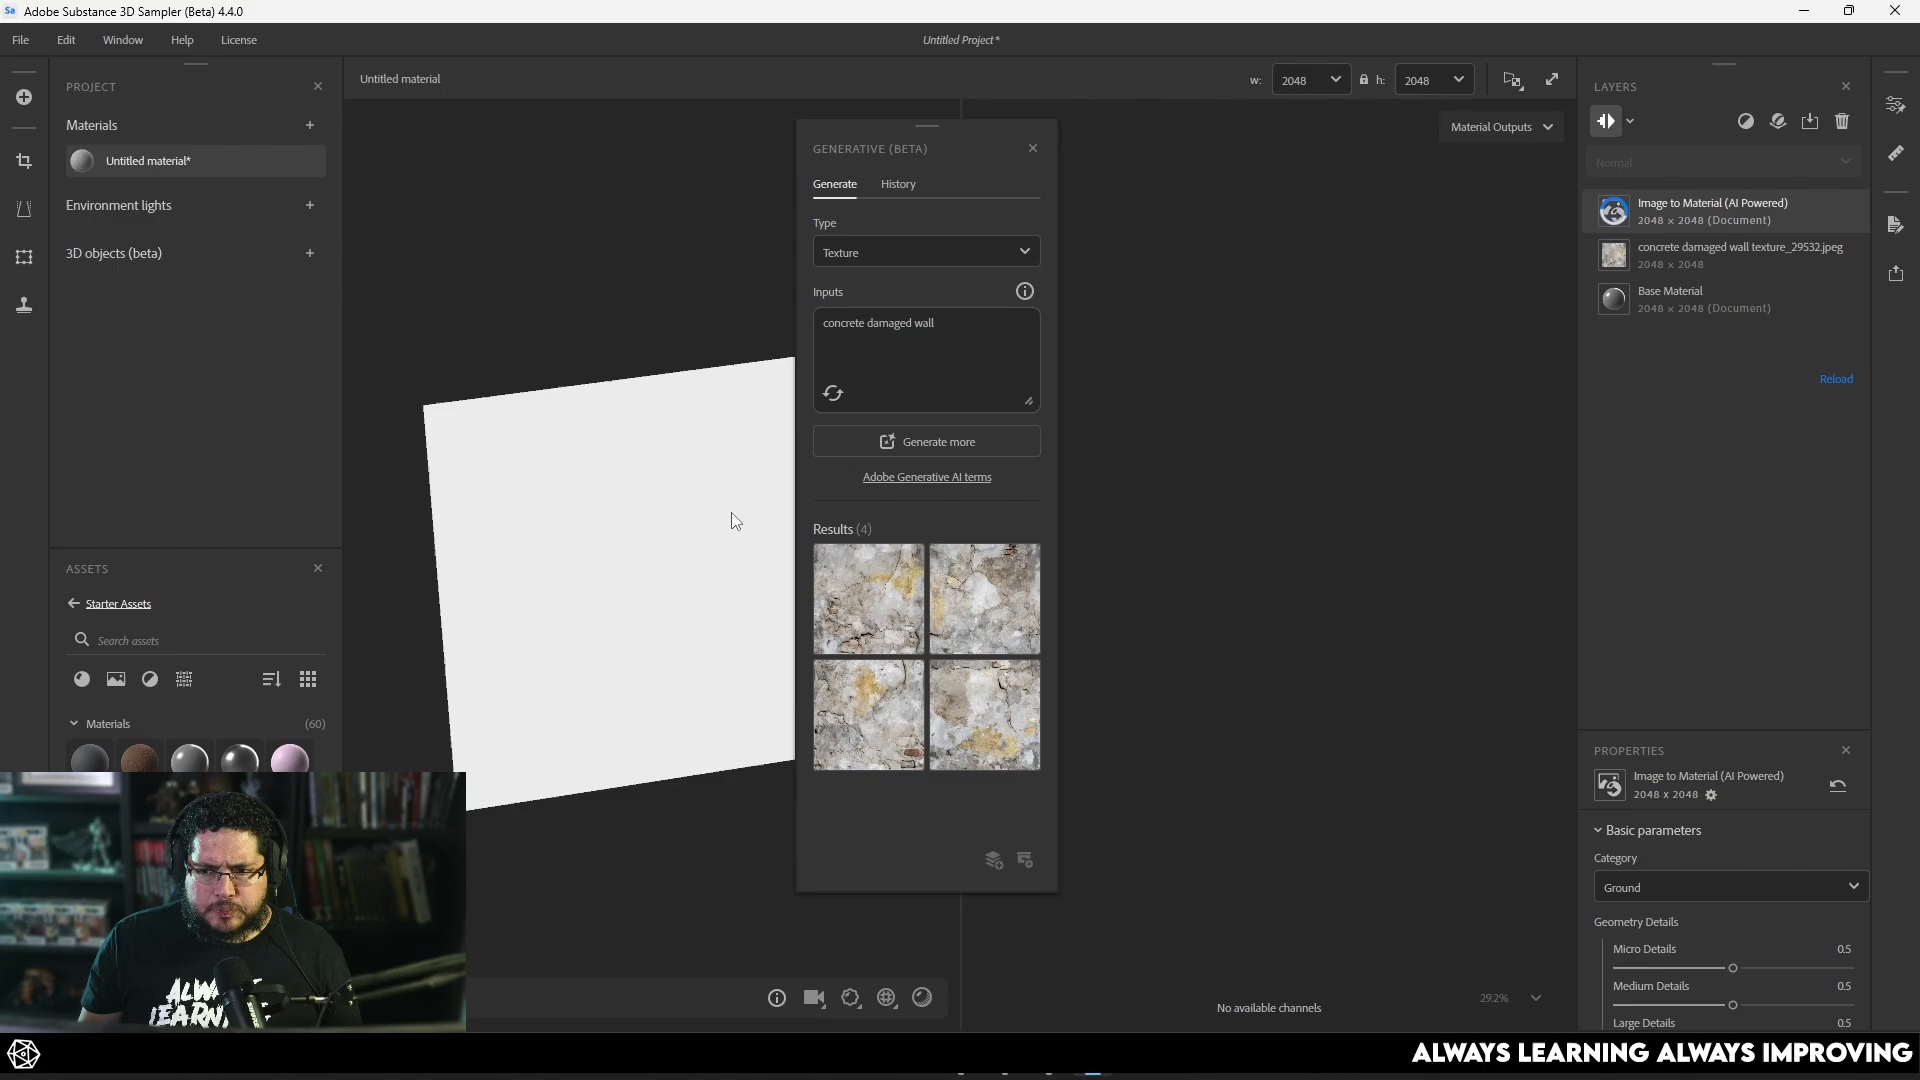 Sa Adobe Substance 3D Sampler (Beta) 4.4.0
File Edit Window Help License
Untitled Project*
PROJECT
Materials
Untitled material*
Environment lights
3D objects (beta)
ASSETS
Starter Assets
Search assets
Materials (60)
Untitled material
w: 2048 h: 2048
Material Outputs
GENERATIVE (BETA)
Generate History
Type
Texture
Inputs
concrete damaged wall
Generate more
Adobe Generative AI terms
Results (4)
No available channels
29.2%
LAYERS
Normal
Image to Material (AI Powered)
2048 x 2048 (Document)
concrete damaged wall texture_29532.jpeg
2048 x 2048
Base Material
2048 x 2048 (Document)
Reload
PROPERTIES
Image to Material (AI Powered)
2048 x 2048
Basic parameters
Category
Ground
Geometry Details
Micro Details 0.5
Medium Details 0.5
Large Details 0.5
ALWAYS LEARNING ALWAYS IMPROVING